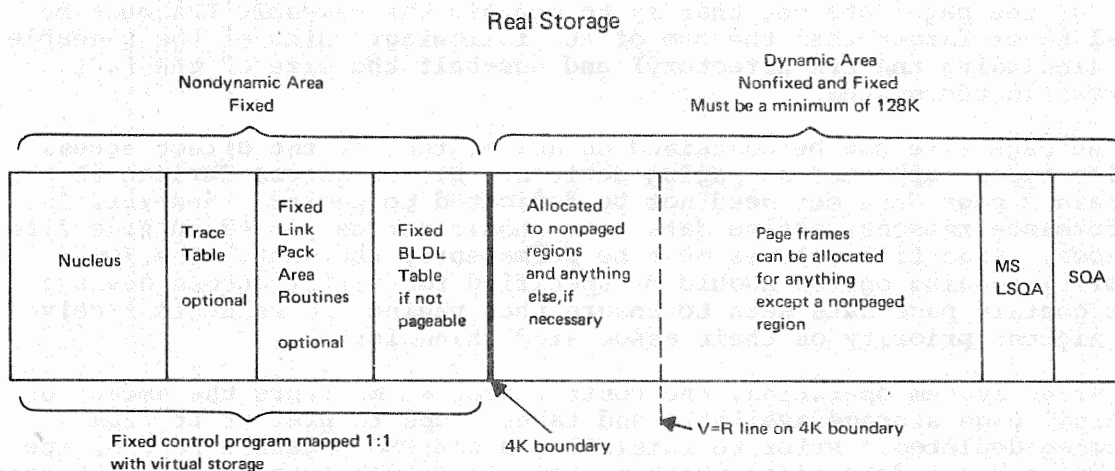 Real Storage
Nondynamic Area
Fixed
Dynamic Area
Nonfixed and Fixed
Must be a minimum of 128K
Nucleus
Trace
Table
optional
Fixed
Link
Pack
Area
Routines
optional
Fixed
BLDL
Table
if not
pageable
Allocated
to nonpaged
regions
and anything
else, if
necessary
Page frames
can be allocated
for anything
except a nonpaged
region
MS
LSQA
SQA
Fixed control program mapped 1:1
with virtual storage
4K boundary
V=R line on 4K boundary